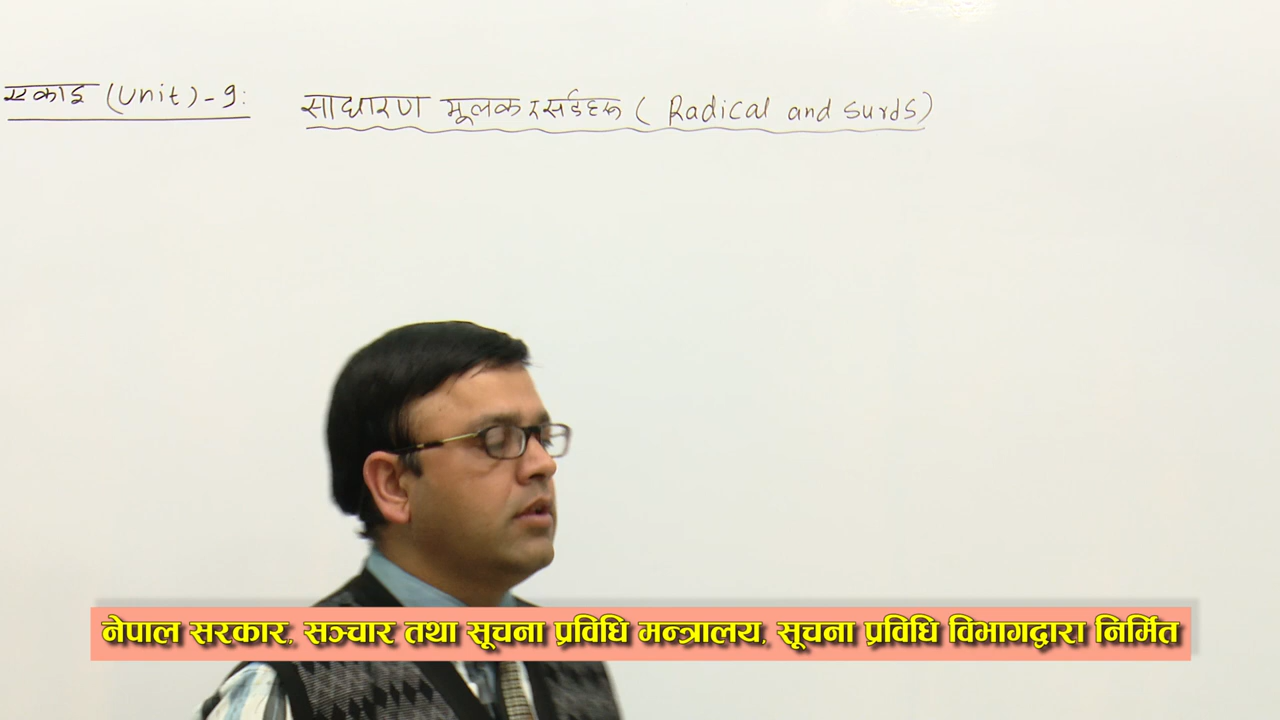 एकाइ (Unit) - 9: साधारण मूलक र सर्डहरू (Radical and Surds)
नेपाल सरकार, सञ्चार तथा सूचना प्रविधि मन्त्रालय, सूचना प्रविधि विभागद्वारा निर्मित